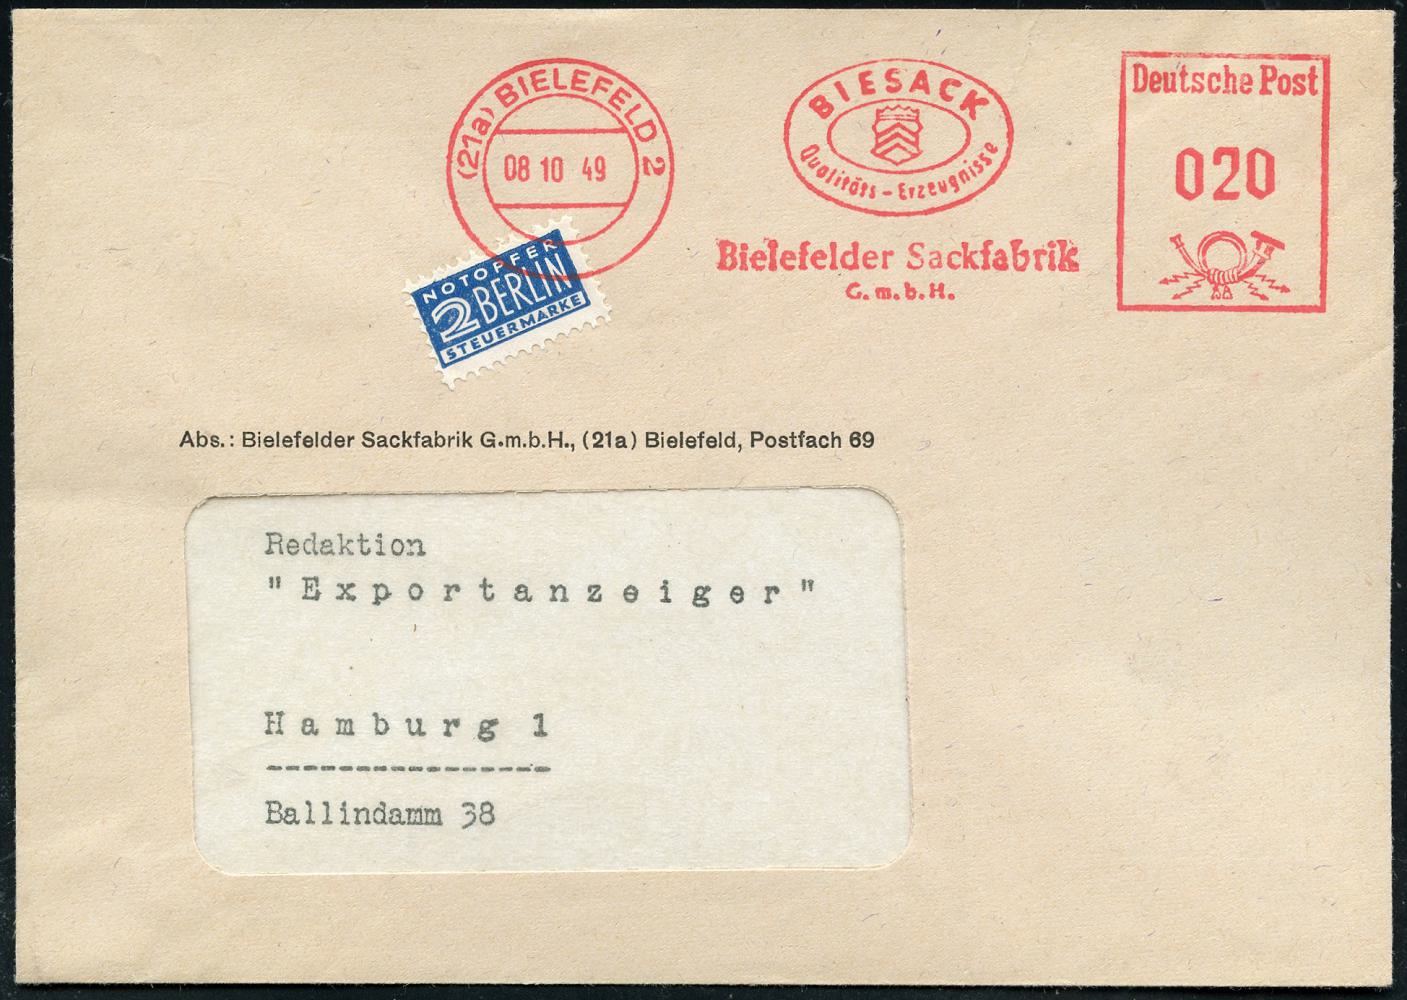 (21a) BIELEFELD 2
08 10 49
BIESACK
Qualitäts-Erzeugnisse
Bielefelder Sackfabrik
G.m.b.H.
Deutsche Post
020
NOTOPFER
2 BERLIN
STEUERMARKE
Abs.: Bielefelder Sackfabrik G.m.b.H., (21a) Bielefeld, Postfach 69
Redaktion
"Exportanzeiger"
Hamburg 1
----------------
Ballindamm 38